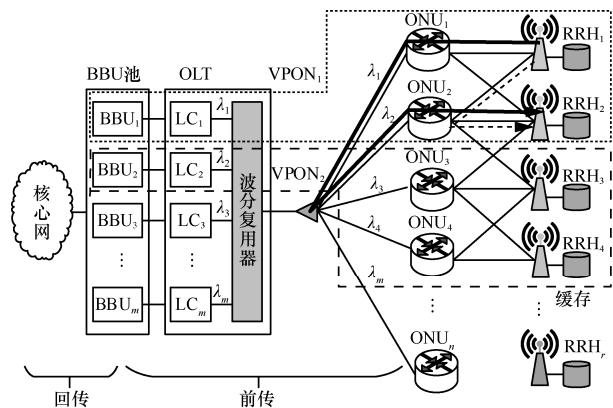 ONU₁
RRH₁
BBU池
OLT
VPON₁
λ₁
BBU₁
LC₁
λ₁
ONU₂
RRH₂
λ₂
BBU₂
LC₂
λ₂
VPON₂
ONU₃
RRH₃
λ₃
核心网
BBU₃
LC₃
λ₃
波分复用器
λ₄
ONU₄
RRH₄
λₘ
缓存
BBUₘ
LCₘ
λₘ
ONUₙ
RRHᵣ
回传
前传